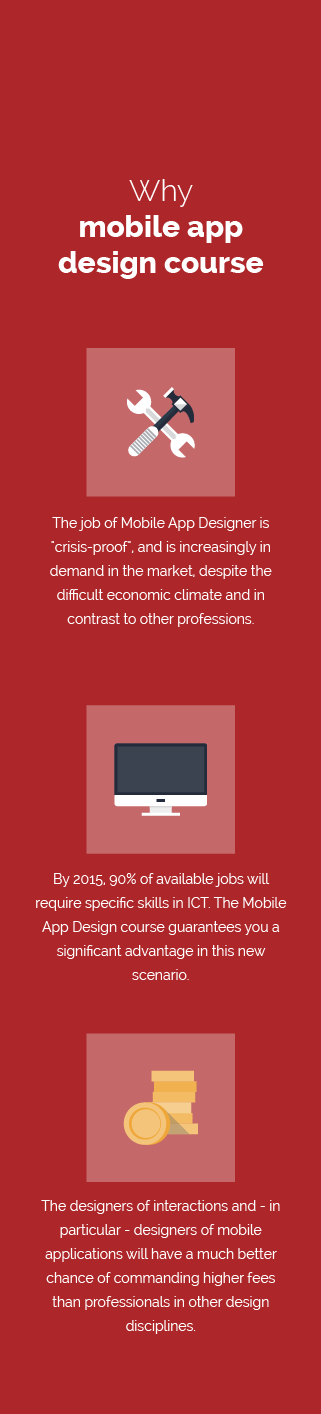 Why
mobile app
design course
The job of Mobile App Designer is
"crisis-proof", and is increasingly in
demand in the market, despite the
difficult economic climate and in
contrast to other professions.
By 2015, 90% of available jobs will
require specific skills in ICT. The Mobile
App Design course guarantees you a
significant advantage in this new
scenario.
The designers of interactions and - in
particular - designers of mobile
applications will have a much better
chance of commanding higher fees
than professionals in other design
disciplines.